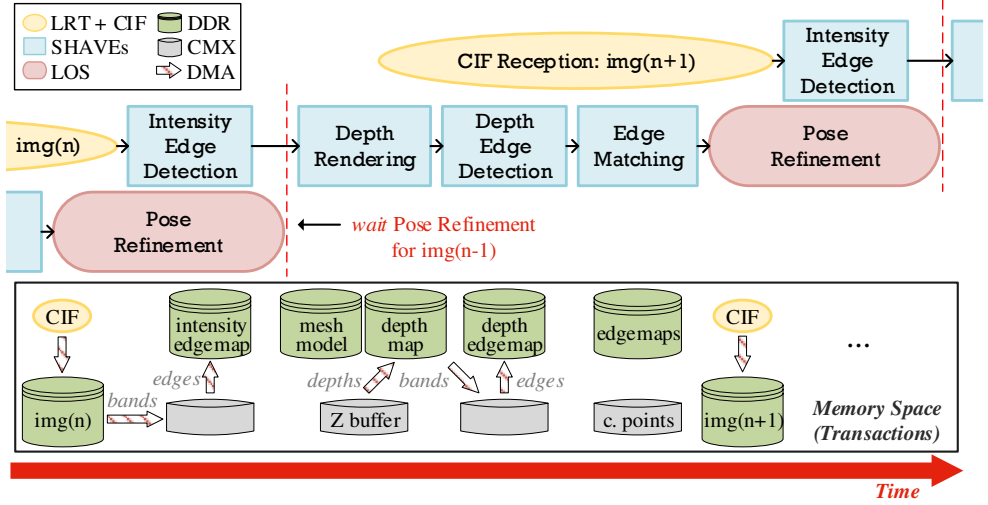 LRT + CIF
DDR
SHAVEs
CMX
LOS
DMA
CIF Reception: img(n+1)
Intensity
Edge
Detection
img(n)
Intensity
Edge
Detection
Depth
Rendering
Depth
Edge
Detection
Edge
Matching
Pose
Refinement
Pose
Refinement
wait Pose Refinement
for img(n-1)
CIF
intensity
edgemap
mesh
model
depth
map
depth
edgemap
edgemaps
CIF
...
edges
depths
bands
edges
bands
img(n)
Z buffer
c. points
img(n+1)
Memory Space
(Transactions)
Time